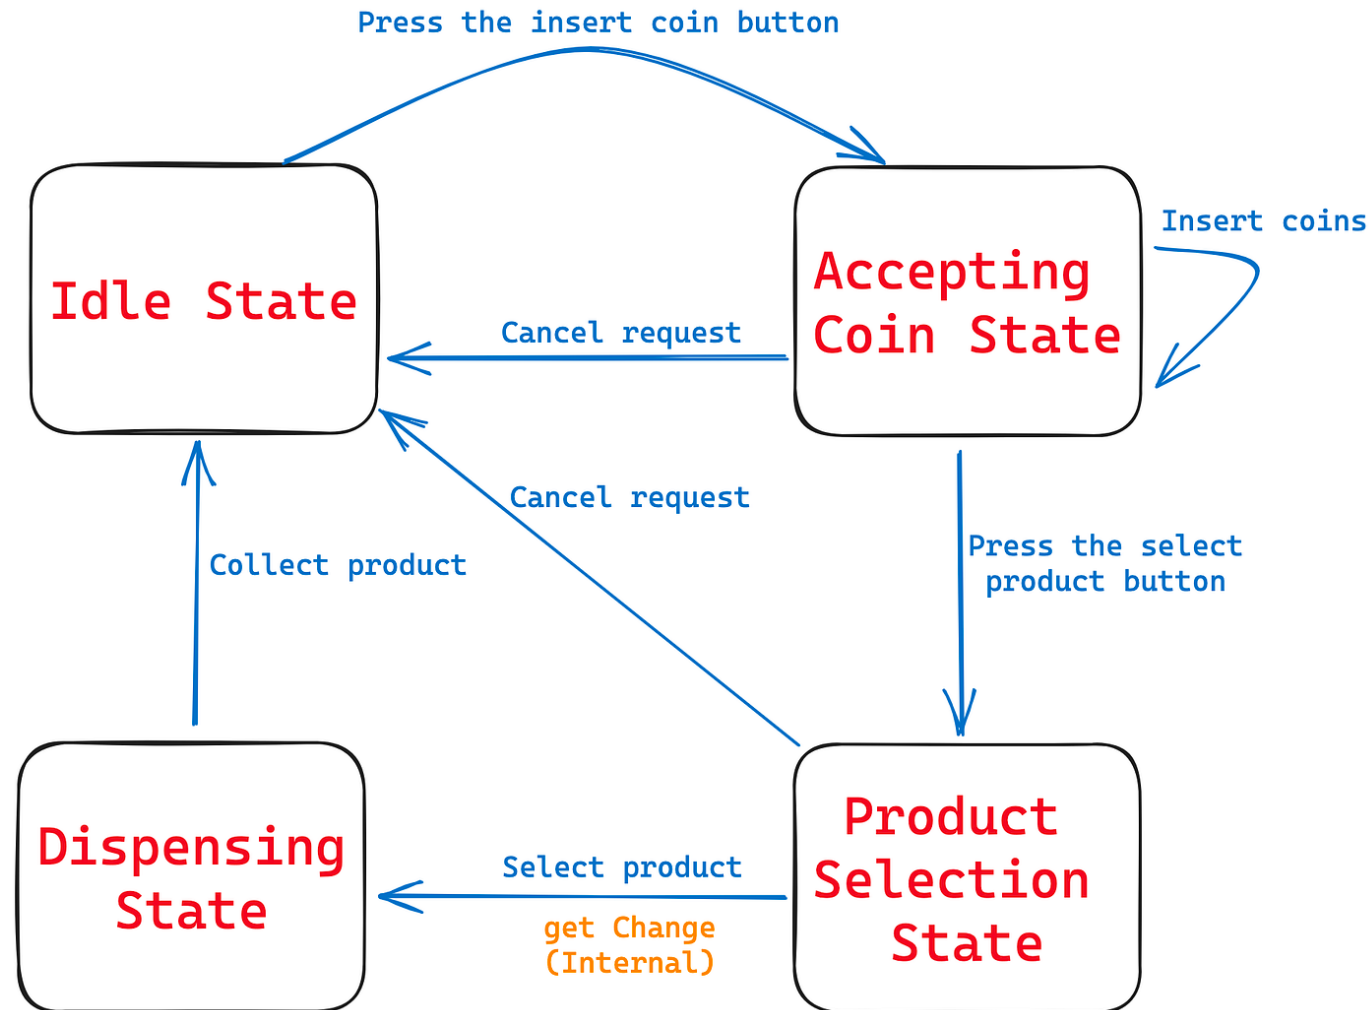 Press the insert coin button
Insert coins
Idle State
Accepting
Coin State
Cancel request
Cancel request
Collect product
Press the select
product button
Dispensing
State
Select product
get Change
(Internal)
Product
Selection
State